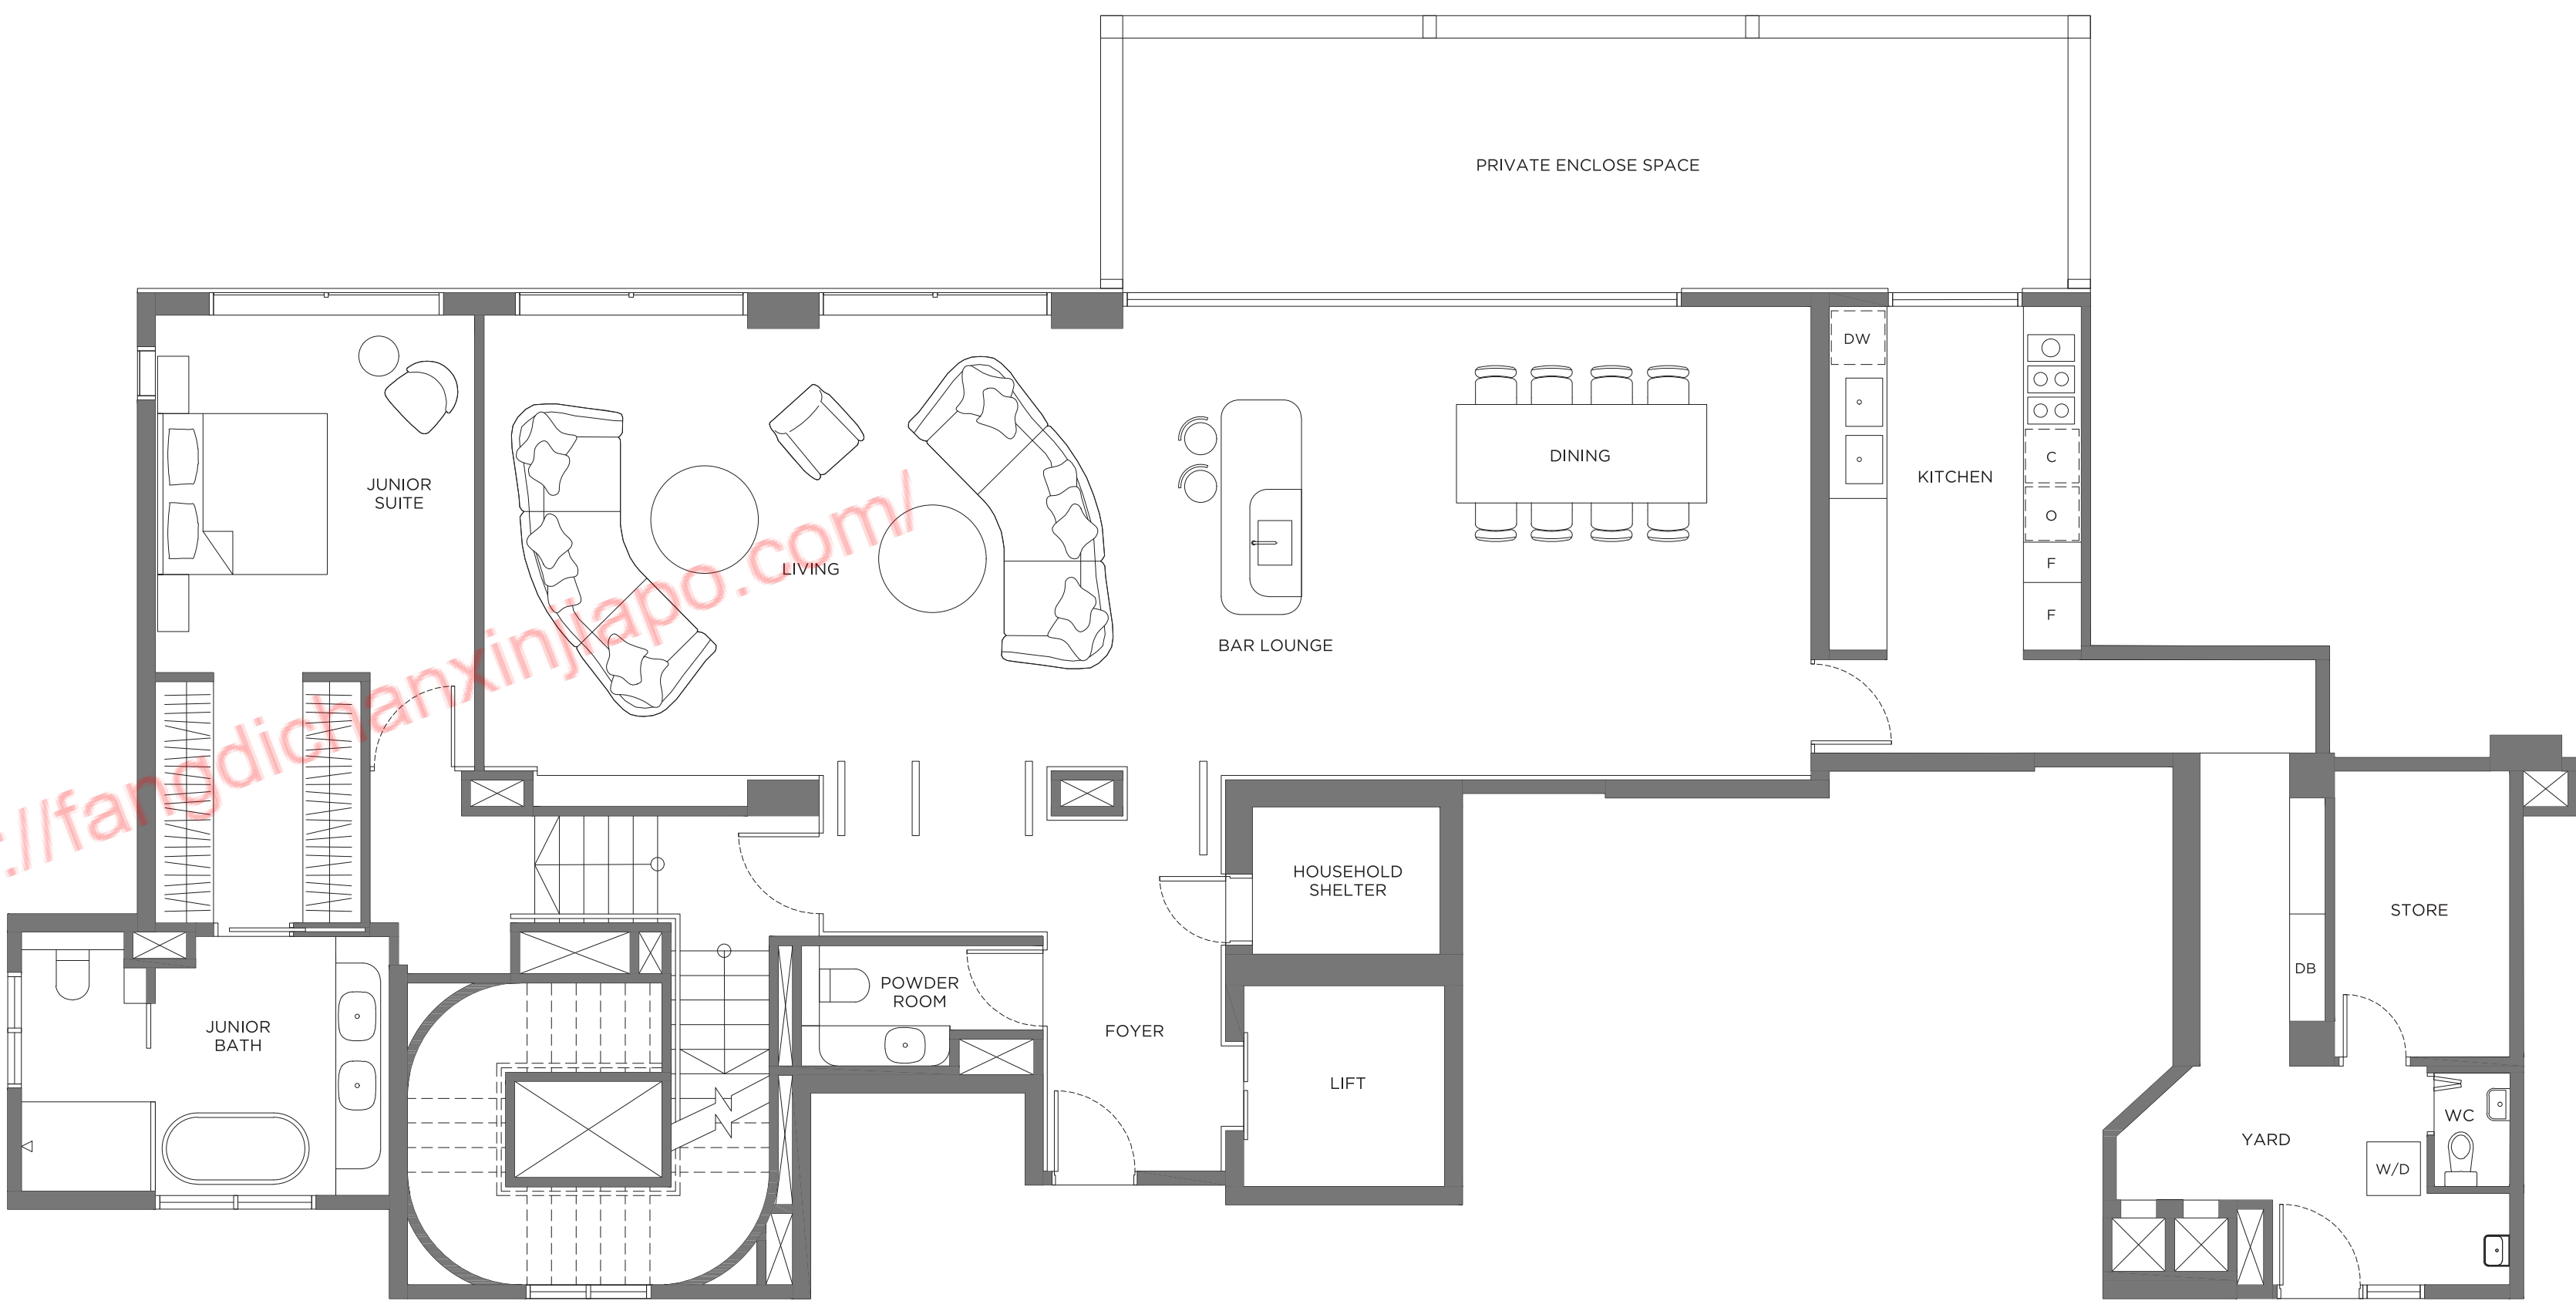 PRIVATE ENCLOSE SPACE
DW
JUNIOR
SUITE
DINING
C
KITCHEN
O
LIVING
F
F
BAR LOUNGE
://fangdichanxinjiapo.com/
HOUSEHOLD
SHELTER
STORE
DB
POWDER
ROOM
JUNIOR
BATH
FOYER
LIFT
WC
YARD
W/D